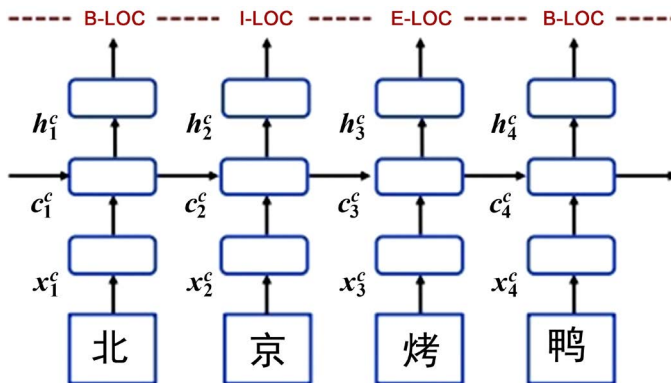 B-LOC I-LOC E-LOC B-LOC
h₁ᶜ h₂ᶜ h₃ᶜ h₄ᶜ
c₁ᶜ c₂ᶜ c₃ᶜ c₄ᶜ
x₁ᶜ x₂ᶜ x₃ᶜ x₄ᶜ
北 京 烤 鸭